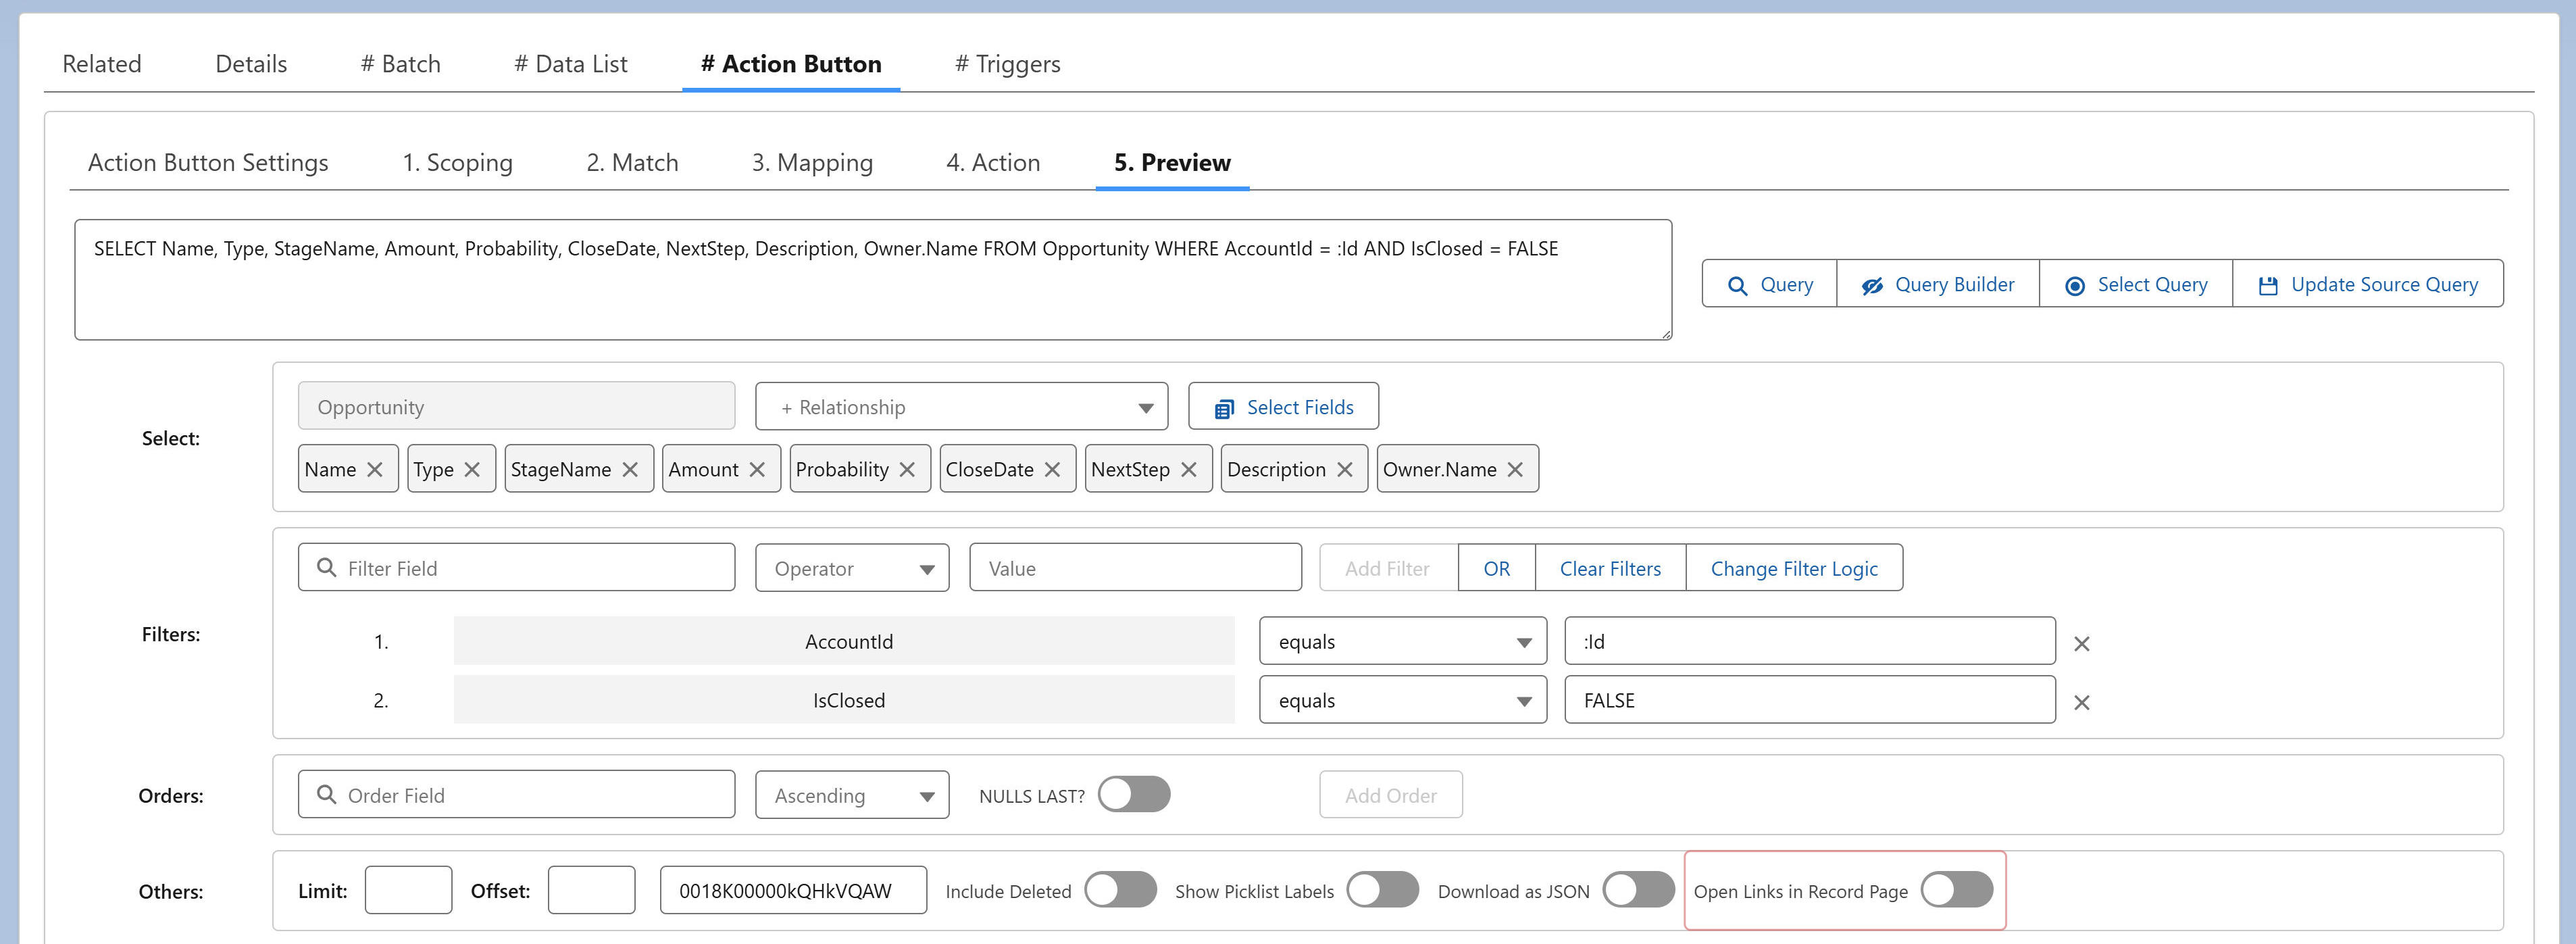 Related Details # Batch # Data List # Action Button # Triggers
Action Button Settings 1. Scoping 2. Match 3. Mapping 4. Action 5. Preview
SELECT Name, Type, StageName, Amount, Probability, CloseDate, NextStep, Description, Owner.Name FROM Opportunity WHERE AccountId = :Id AND IsClosed = FALSE
Query Query Builder Select Query Update Source Query
Select:
Opportunity + Relationship Select Fields
Name Type StageName Amount Probability CloseDate NextStep Description Owner.Name
Filters:
Filter Field Operator Value Add Filter OR Clear Filters Change Filter Logic
1. AccountId equals :Id
2. IsClosed equals FALSE
Orders: Order Field Ascending NULLS LAST? Add Order
Others: Limit: Offset: 0018K00000kQHkVQAW Include Deleted Show Picklist Labels Download as JSON Open Links in Record Page